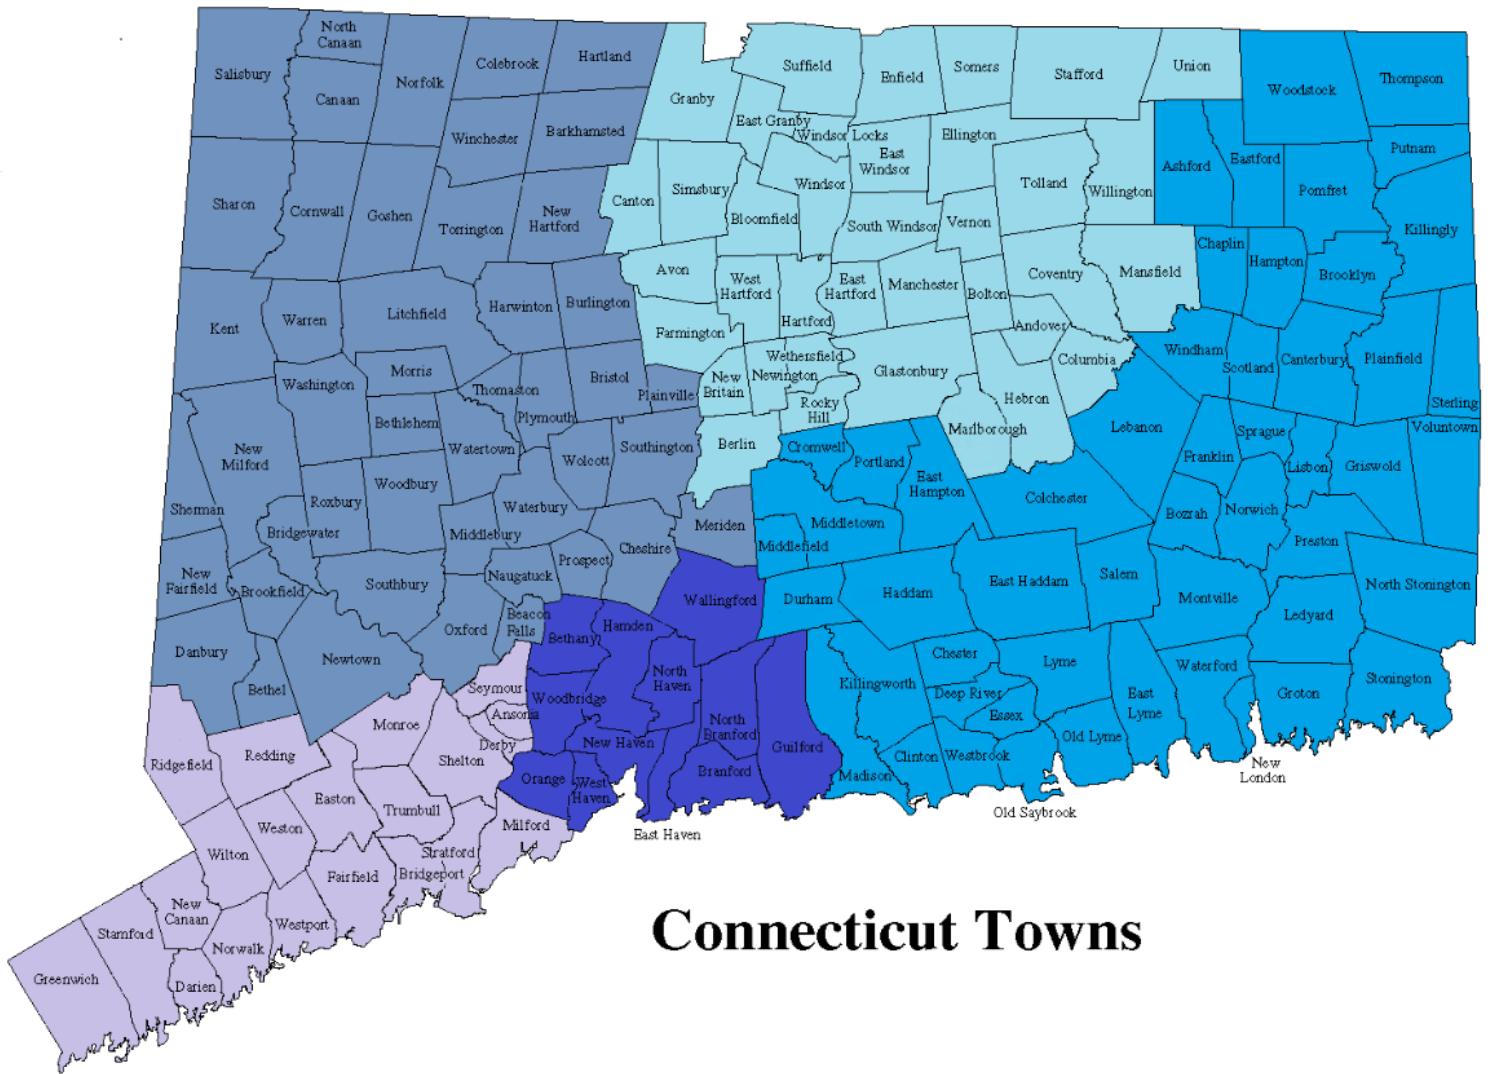 North
Canaan
Salisbury
Canaan
Norfolk
Colebrook
Hartland
Winchester
Barkhamsted
Granby
Suffield
Enfield
Somers
Stafford
Union
Woodstock
Thompson
East Granby
Windsor Locks
East
Windsor
Ellington
Putnam
Ashford
Eastford
Pomfret
Sharon
Cornwall
Goshen
Torrington
New
Hartford
Canton
Simsbury
Bloomfield
Windsor
South Windsor
Vernon
Tolland
Willington
Killingly
Chaplin
Hampton
Brooklyn
Kent
Warren
Litchfield
Harwinton
Burlington
Avon
West
Hartford
Hartford
East
Hartford
Manchester
Bolton
Coventry
Mansfield
Andover
Farmington
Wethersfield
Newington
New
Britain
Rocky
Hill
Glastonbury
Columbia
Hebron
Windham
Scotland
Canterbury
Plainfield
Sterling
Voluntown
Washington
Morris
Thomaston
Bristol
Plainville
Plymouth
Bethlehem
Watertown
Wolcott
Southington
Berlin
Cromwell
Portland
East
Hampton
Marlborough
Lebanon
Colchester
Franklin
Sprague
Lisbon
Griswold
New
Milford
Sherman
Roxbury
Woodbury
Bridgewater
Middlebury
Waterbury
Cheshire
Meriden
Middletown
Middlefield
Bozrah
Norwich
Preston
North Stonington
New
Fairfield
Brookfield
Southbury
Naugatuck
Prospect
Beacon
Falls
Oxford
Bethany
Hamden
Wallingford
Durham
Haddam
East Haddam
Salem
Montville
Ledyard
Danbury
Bethel
Newtown
Seymour
Ansonia
Derby
Woodbridge
North
Haven
North
Branford
Guilford
Killingworth
Chester
Deep River
Essex
Lyme
East
Lyme
Waterford
Groton
Stonington
Ridgefield
Redding
Monroe
Shelton
New Haven
Orange
West
Haven
Branford
Madison
Clinton
Westbrook
Old Lyme
New
London
Old Saybrook
East Haven
Easton
Weston
Trumbull
Milford
Stratford
Bridgeport
Wilton
Fairfield
New
Canaan
Westport
Norwalk
Stamford
Darien
Greenwich
Connecticut Towns